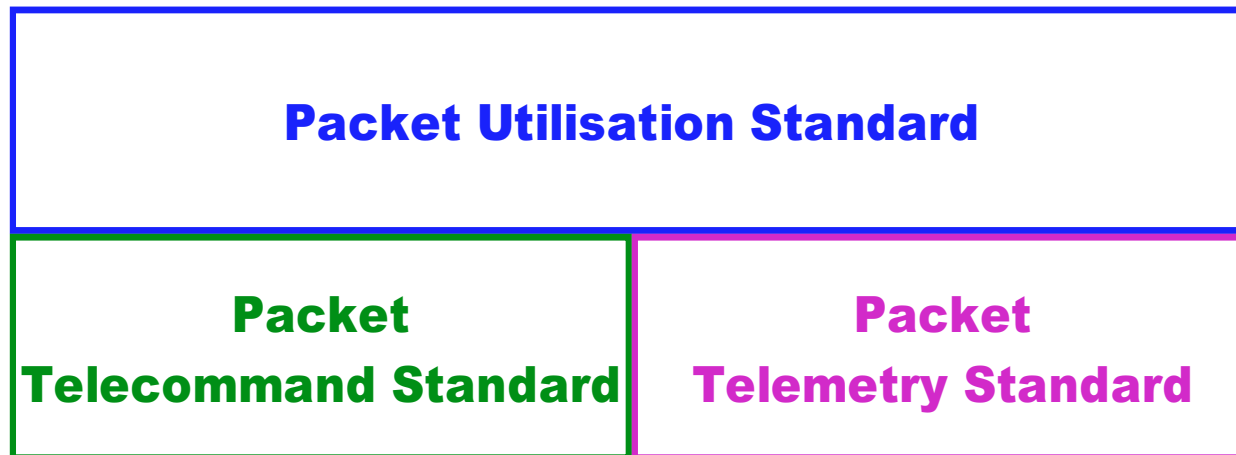 Packet Utilisation Standard
Packet
Telecommand Standard
Packet
Telemetry Standard